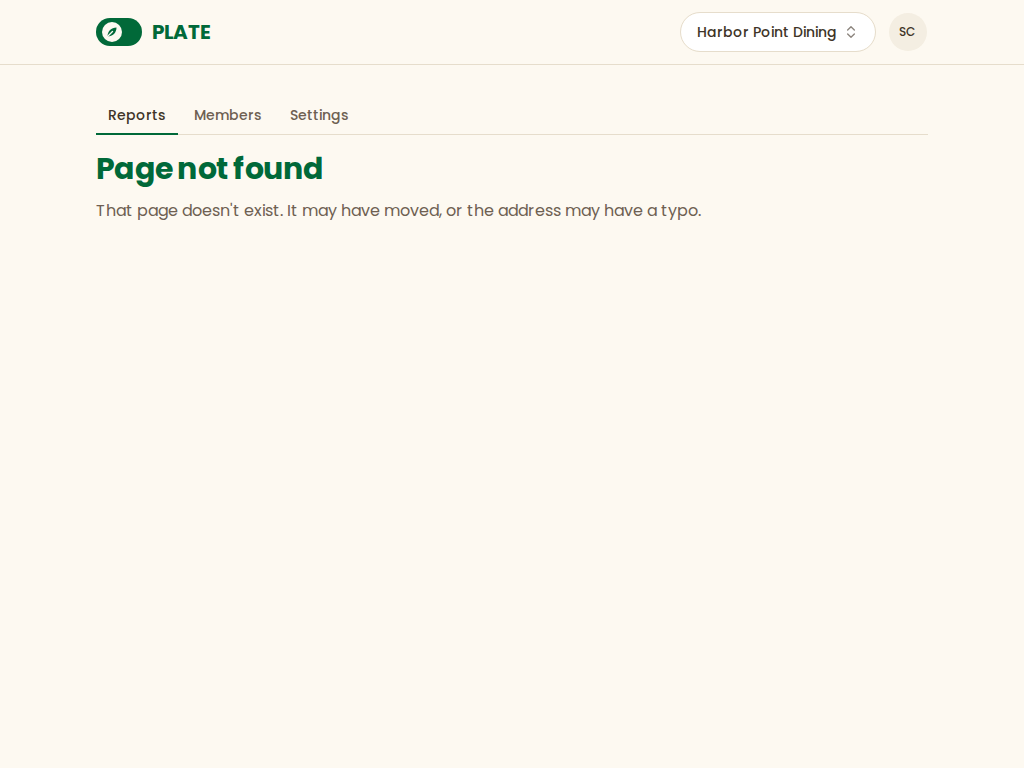 PLATE
Harbor Point Dining
SC
Reports Members Settings
Page not found
That page doesn't exist. It may have moved, or the address may have a typo.